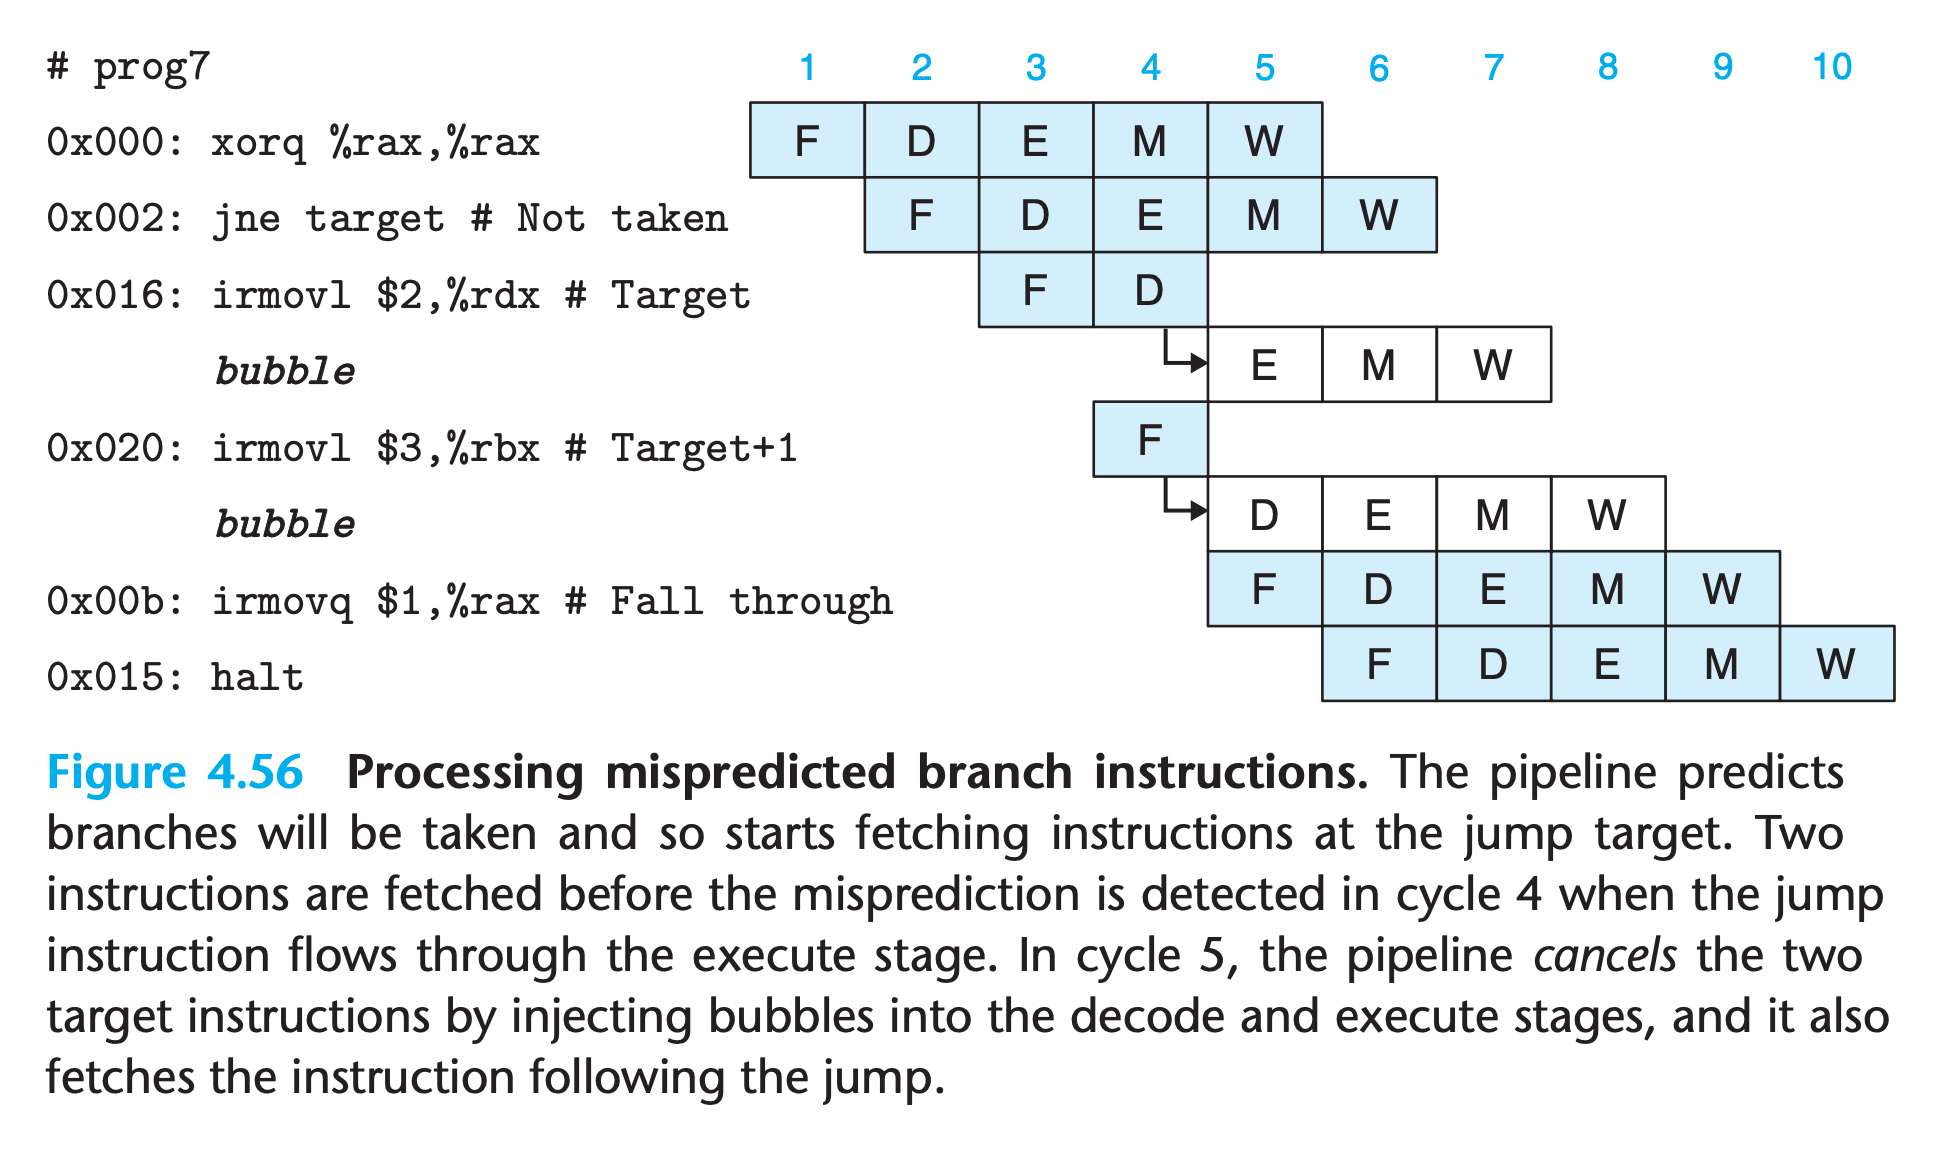 # prog7 1 2 3 4 5 6 7 8 9 10
0x000: xorq %rax,%rax F D E M W
0x002: jne target # Not taken F D E M W
0x016: irmovl $2,%rdx # Target F D
bubble E M W
0x020: irmovl $3,%rbx # Target+1 F
bubble D E M W
0x00b: irmovq $1,%rax # Fall through F D E M W
0x015: halt F D E M W
Figure 4.56 Processing mispredicted branch instructions. The pipeline predicts
branches will be taken and so starts fetching instructions at the jump target. Two
instructions are fetched before the misprediction is detected in cycle 4 when the jump
instruction flows through the execute stage. In cycle 5, the pipeline cancels the two
target instructions by injecting bubbles into the decode and execute stages, and it also
fetches the instruction following the jump.